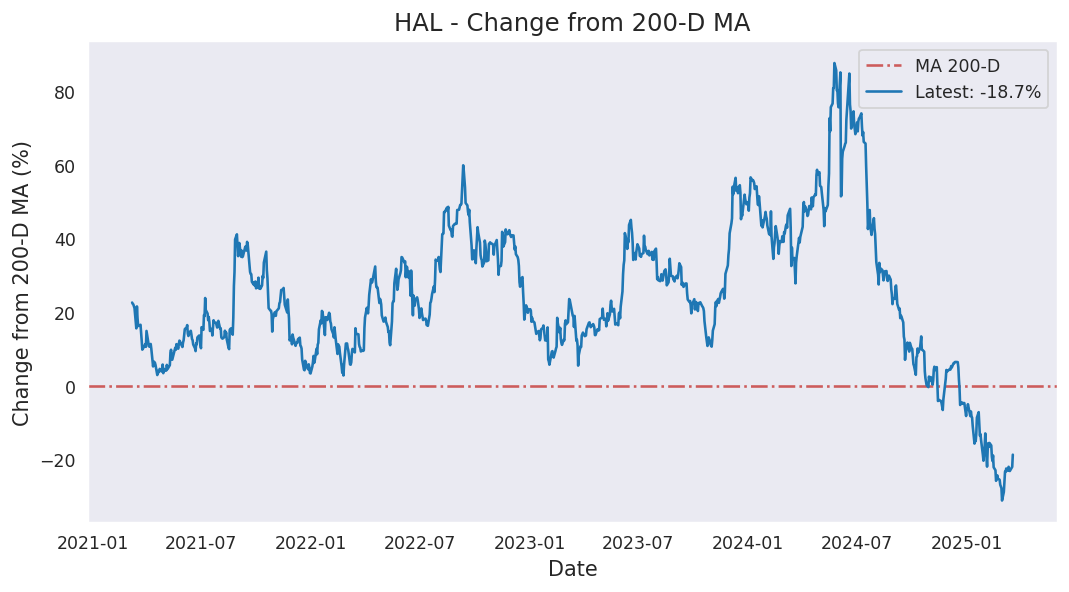 HAL - Change from 200-D MA
MA 200-D
Latest: -18.7%
Change from 200-D MA (%)
80
60
40
20
0
−20
2021-01 2021-07 2022-01 2022-07 2023-01 2023-07 2024-01 2024-07 2025-01
Date